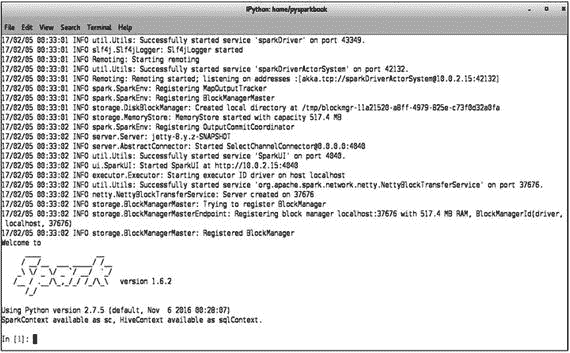 IPython: home/pysparkbook
File Edit View Search Terminal Help
17/02/05 00:33:01 INFO util.Utils: Successfully started service 'sparkDriver' on port 43349.
17/02/05 00:33:01 INFO slf4j.Slf4jLogger: Slf4jLogger started
17/02/05 00:33:01 INFO Remoting: Starting remoting
17/02/05 00:33:01 INFO util.Utils: Successfully started service 'sparkDriverActorSystem' on port 42132.
17/02/05 00:33:01 INFO Remoting: Remoting started; listening on addresses :[akka.tcp://sparkDriverActorSystem@10.0.2.15:42132]
17/02/05 00:33:01 INFO spark.SparkEnv: Registering MapOutputTracker
17/02/05 00:33:01 INFO spark.SparkEnv: Registering BlockManagerMaster
17/02/05 00:33:01 INFO storage.DiskBlockManager: Created local directory at
17/02/05 00:33:01 INFO storage.MemoryStore: MemoryStore started with capacity 517.4 MB
17/02/05 00:33:01 INFO spark.SparkEnv: Registering OutputCommitCoordinator
17/02/05 00:33:02 INFO server.Server: jetty-8.y.z-SNAPSHOT
17/02/05 00:33:02 INFO server.AbstractConnector: Started SelectChannelConnector@0.0.0.0:4040
17/02/05 00:33:02 INFO util.Utils: Successfully started service 'SparkUI' on port 4040.
17/02/05 00:33:02 INFO ui.SparkUI: Started SparkUI at http://10.0.2.15:4040
17/02/05 00:33:02 INFO executor.Executor: Starting executor ID driver on host localhost
17/02/05 00:33:02 INFO util.Utils: Successfully started service 'org.apache.spark.network.netty.NettyBlockTransferService' on port 37676.
17/02/05 00:33:02 INFO netty.NettyBlockTransferService: Server created on 37676
17/02/05 00:33:02 INFO storage.BlockManagerMaster: Trying to register BlockManager
17/02/05 00:33:02 INFO storage.BlockManagerMasterEndpoint: Registering block manager localhost:37676 with 517.4 MB RAM, BlockManagerId(driver,
localhost, 37676)
17/02/05 00:33:02 INFO storage.BlockManagerMaster: Registered BlockManager
Welcome to
Spark version 1.6.2
Using Python version 2.7.5 (default, Nov 6 2016 00:28:07)
SparkContext available as sc, HiveContext available as sqlContext.
In [1]: